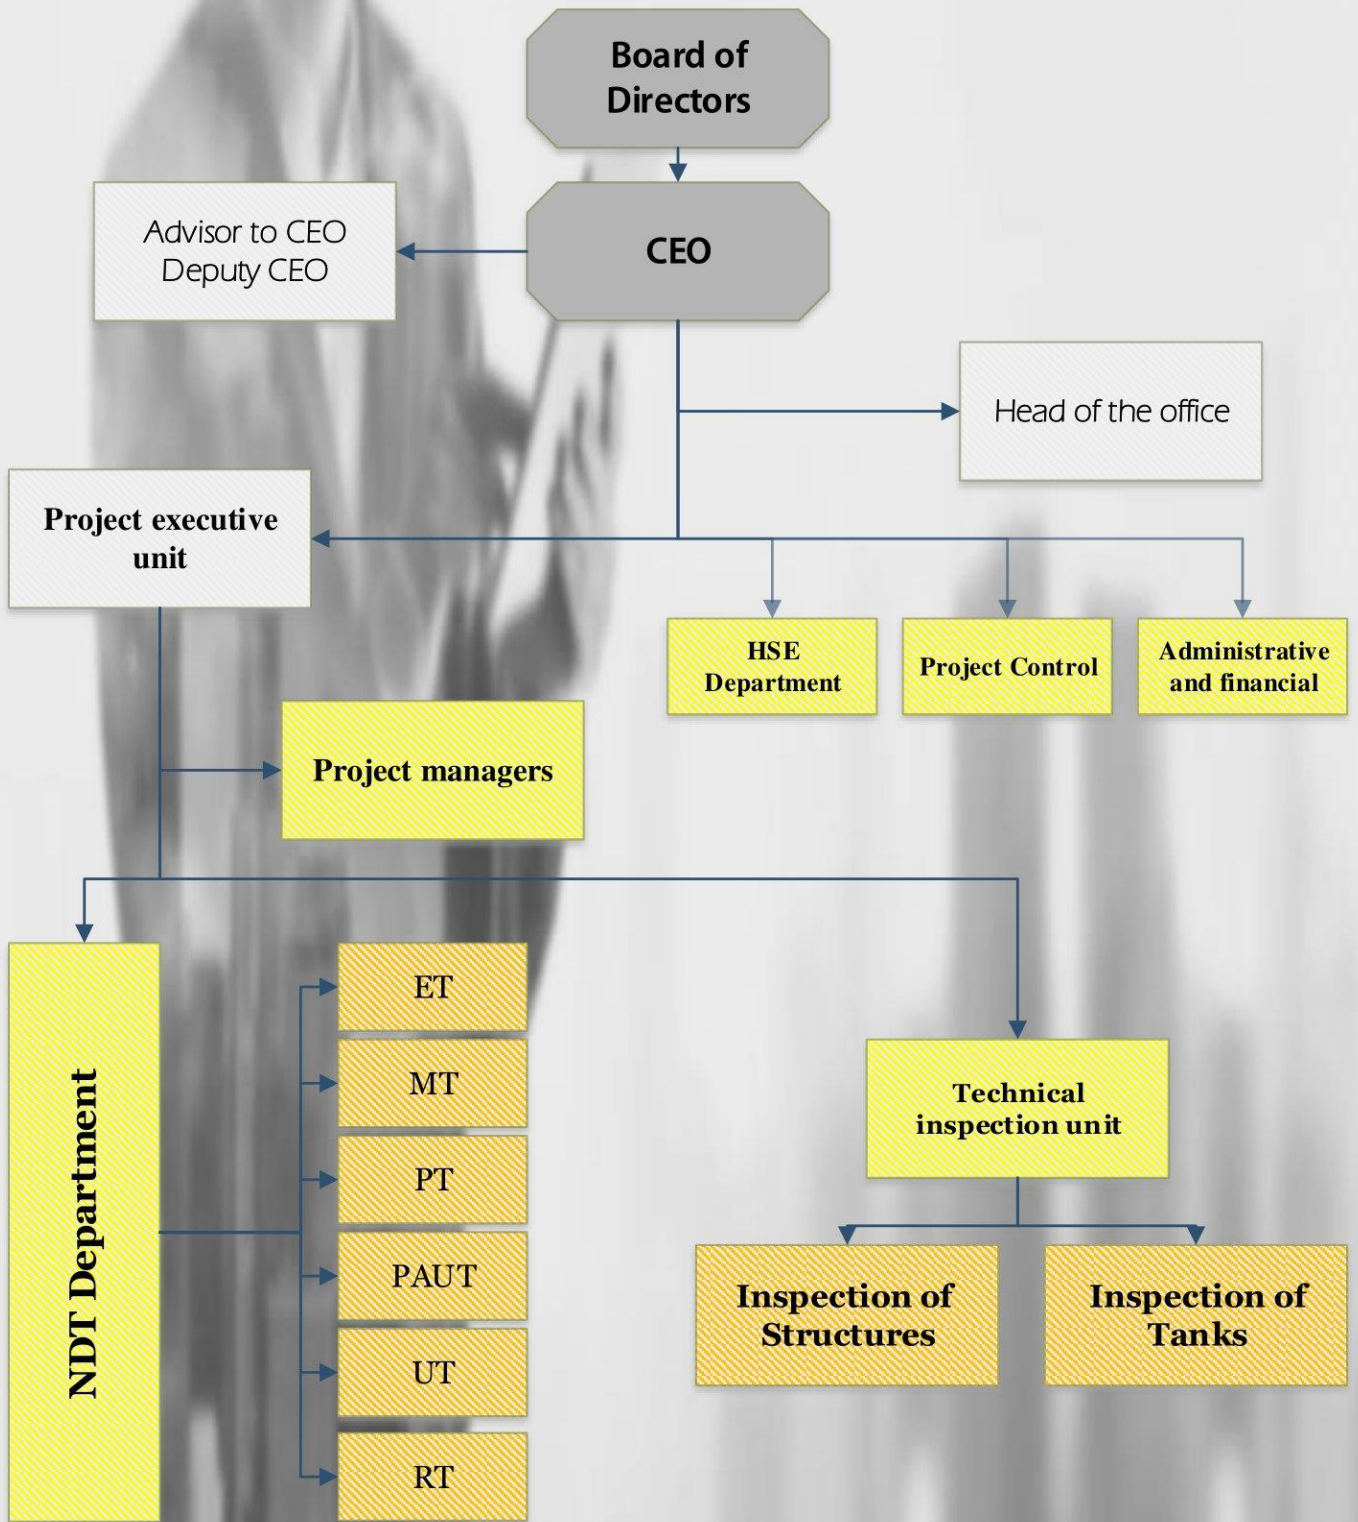 Board of
Directors
Advisor to CEO
Deputy CEO
CEO
Head of the office
Project executive
unit
HSE
Department
Project Control
Administrative
and financial
Project managers
NDT Department
ET
MT
PT
PAUT
UT
RT
Technical
inspection unit
Inspection of
Structures
Inspection of
Tanks